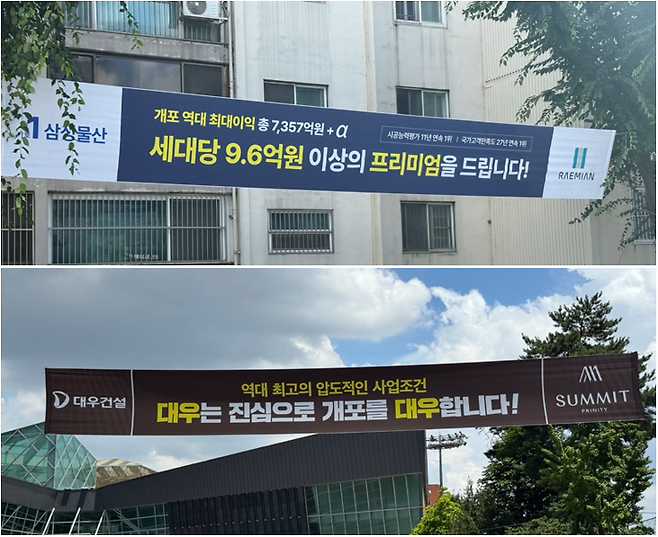 삼성물산
개포 역대 최대이익 총 7,357억원 + α
시공능력평가 11년 연속 1위 | 국가고객만족도 27년 연속 1위
세대당 9.6억원 이상의 프리미엄을 드립니다!
RAEMIAN
대우건설
역대 최고의 압도적인 사업조건
대우는 진심으로 개포를 대우합니다!
SUMMIT
PRINITY